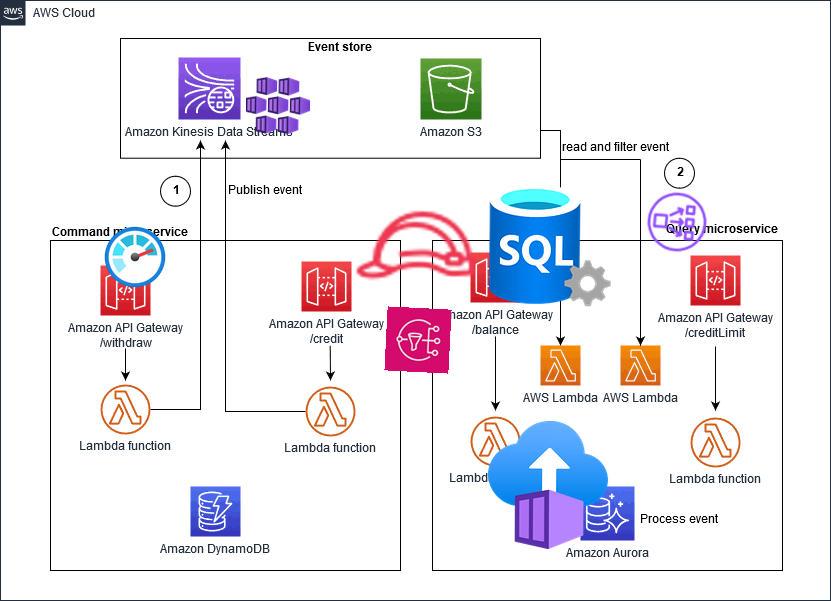 aws
AWS Cloud
Event store
Amazon Kinesis Data Streams
Amazon S3
read and filter event
1
2
Publish event
Command microservice
Query microservice
SQL
Amazon API Gateway
/withdraw
Amazon API Gateway
/credit
Amazon API Gateway
/balance
Amazon API Gateway
/creditLimit
AWS Lambda
AWS Lambda
Lambda function
Lambda function
Lambd
Lambda function
Process event
Amazon DynamoDB
Amazon Aurora